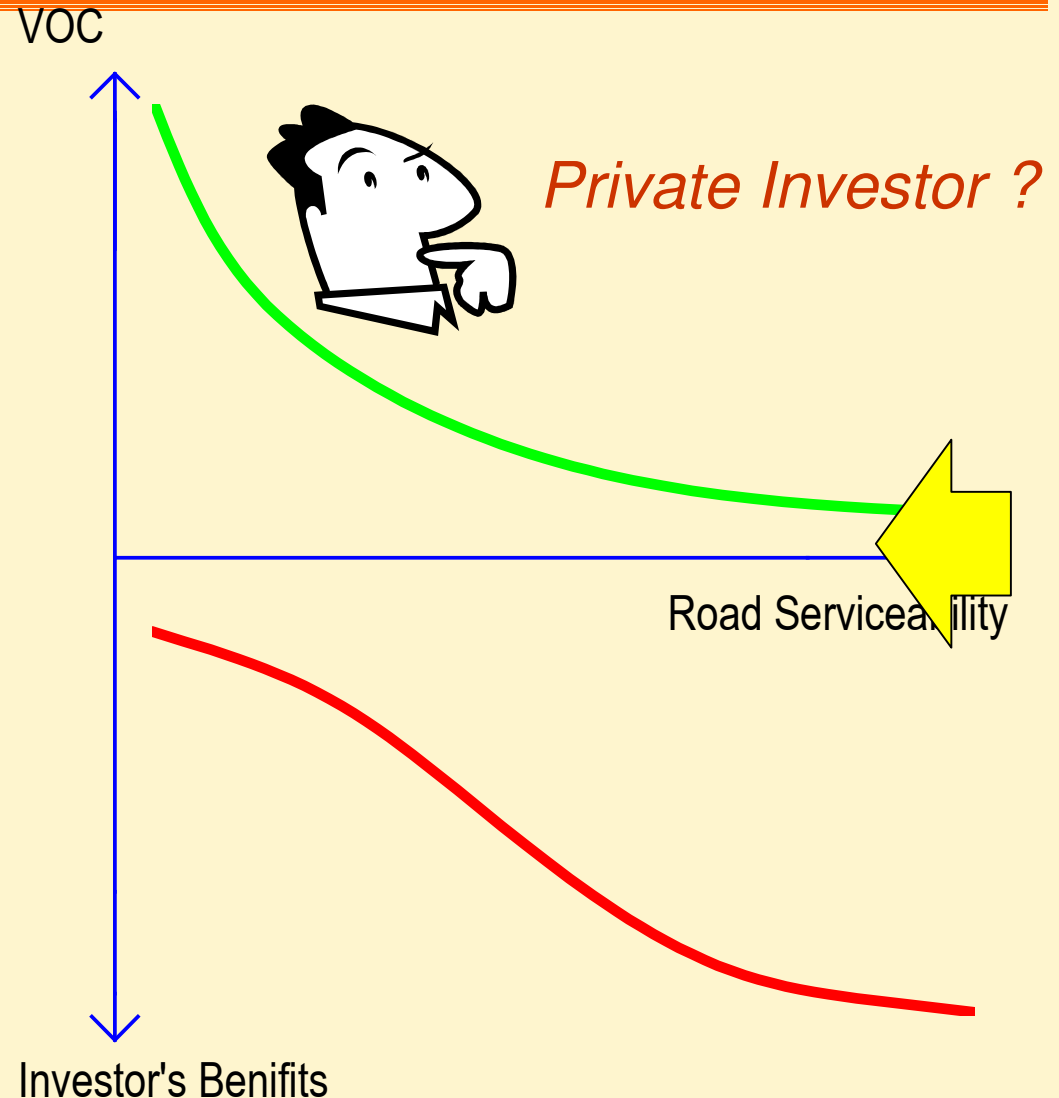 VOC
Private Investor ?
Road Serviceability
Investor's Benifits